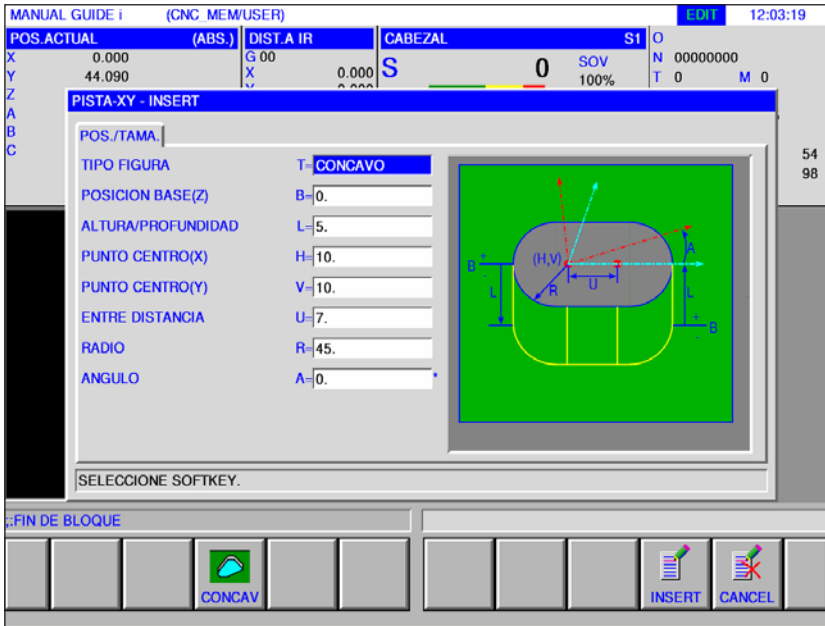 MANUAL GUIDE i (CNC_MEM/USER) EDIT 12:03:19
POS.ACTUAL (ABS.) DIST.A IR CABEZAL S1 O
X 0.000 G 00 S 0 SOV N 00000000
Y 44.090 X 0.000 100% T 0 M 0
Z
A
B
C
54
98
PISTA-XY - INSERT
POS./TAMA.
TIPO FIGURA T= CONCAVO
POSICION BASE(Z) B= 0.
ALTURA/PROFUNDIDAD L= 5.
PUNTO CENTRO(X) H= 10.
PUNTO CENTRO(Y) V= 10.
ENTRE DISTANCIA U= 7.
RADIO R= 45.
ANGULO A= 0. *
A
B + - (H,V)
L R U L
+ - B
SELECCIONE SOFTKEY.
;:FIN DE BLOQUE
CONCAV INSERT CANCEL